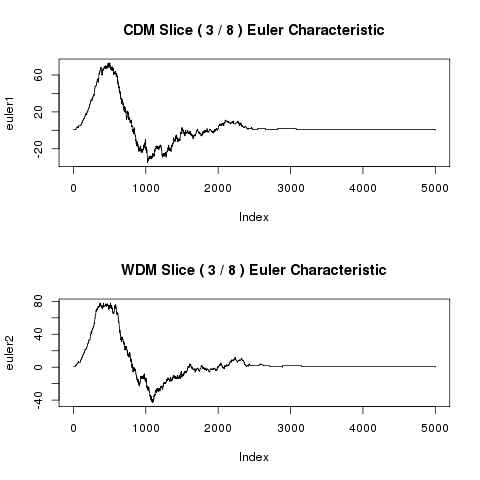 CDM Slice ( 3 / 8 ) Euler Characteristic
euler1
60
20
-20
0 1000 2000 3000 4000 5000
Index
WDM Slice ( 3 / 8 ) Euler Characteristic
euler2
80
40
0
-40
0 1000 2000 3000 4000 5000
Index